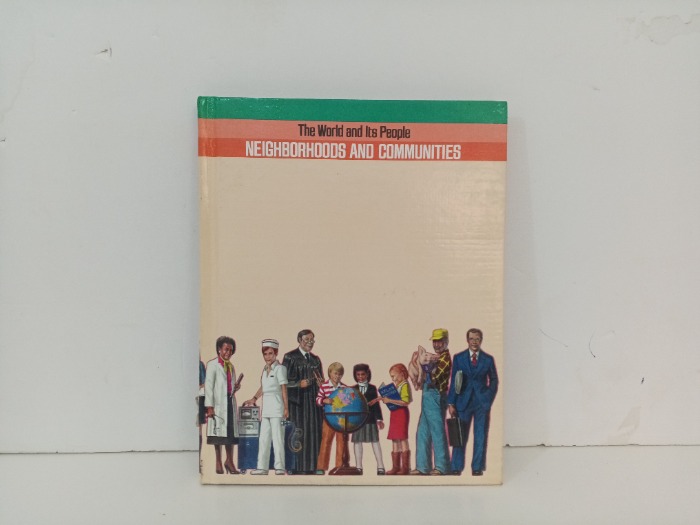 The World and Its People
NEIGHBORHOODS AND COMMUNITIES